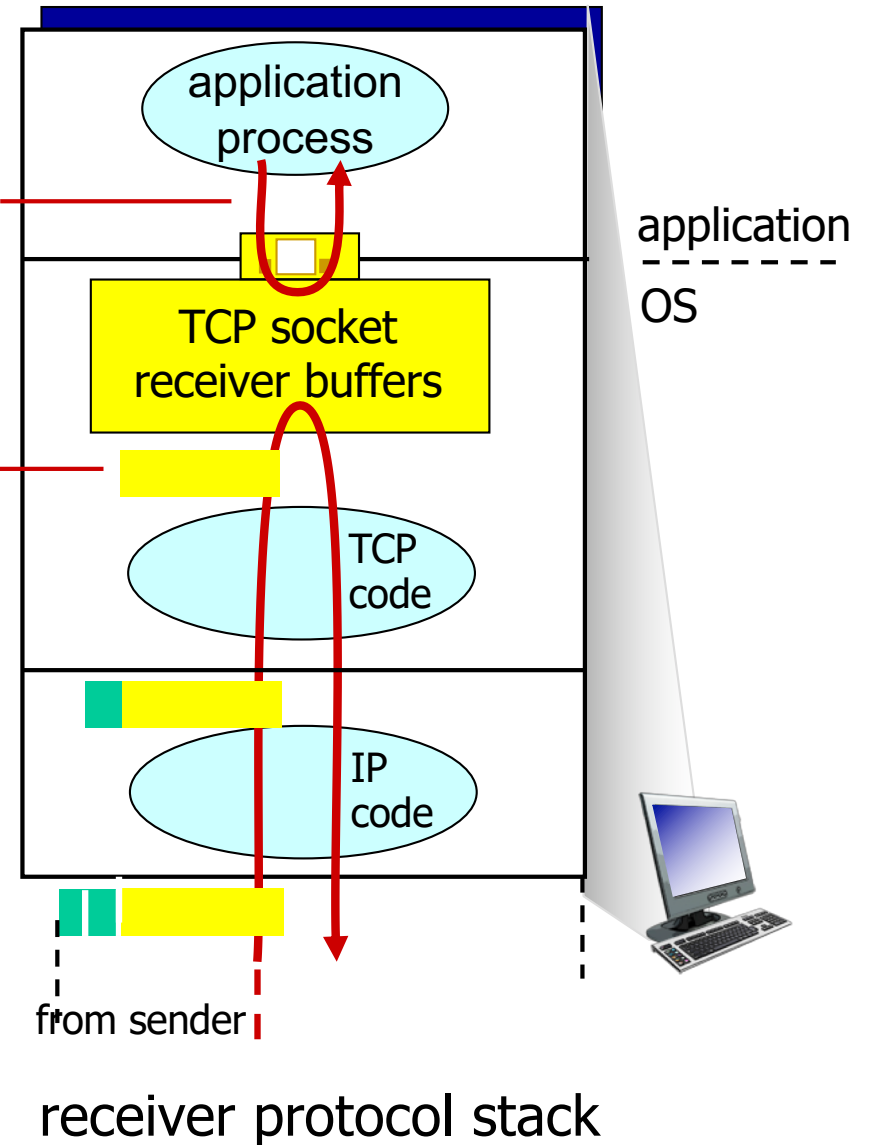 application
process
application
OS
TCP socket
receiver buffers
TCP
code
IP
code
from sender
receiver protocol stack